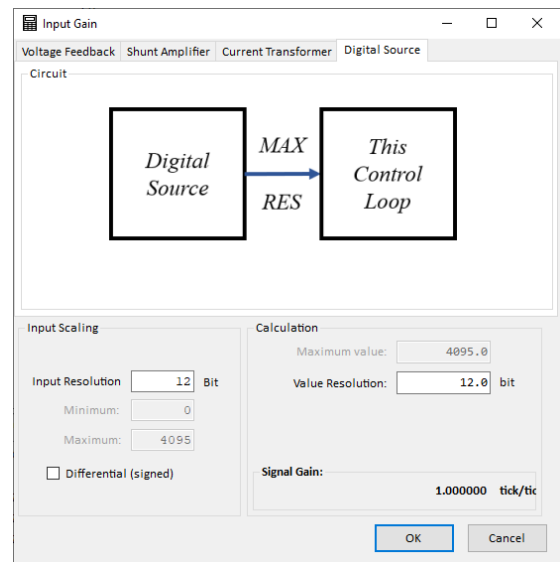 Input Gain
Voltage Feedback Shunt Amplifier Current Transformer Digital Source
Circuit
Digital Source
MAX
RES
This Control Loop
Input Scaling
Input Resolution 12 Bit
Minimum: 0
Maximum: 4095
Differential (signed)
Calculation
Maximum value: 4095.0
Value Resolution: 12.0 bit
Signal Gain:
1.000000 tick/tic
OK Cancel